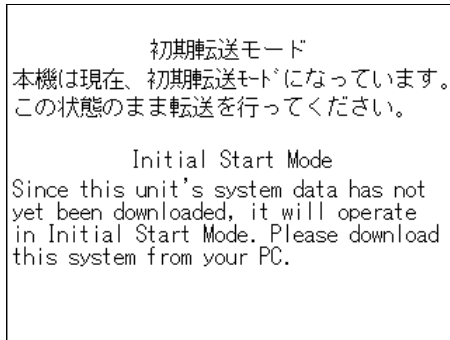 初期転送モード
本機は現在、初期転送ﾓｰﾄﾞになっています。
この状態のまま転送を行ってください。
Initial Start Mode
Since this unit's system data has not
yet been downloaded, it will operate
in Initial Start Mode. Please download
this system from your PC.